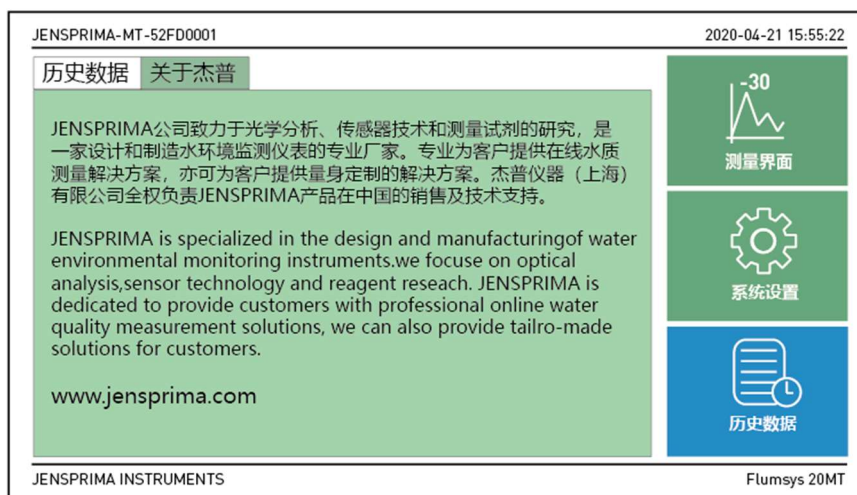 JENSPRIMA-MT-52FD0001
2020-04-21 15:55:22
历史数据
关于杰普
JENSPRIMA公司致力于光学分析、传感器技术和测量试剂的研究，是
一家设计和制造水环境监测仪表的专业厂家。专业为客户提供在线水质
测量解决方案，亦可为客户提供量身定制的解决方案。杰普仪器（上海）
有限公司全权负责JENSPRIMA产品在中国的销售及技术支持。
JENSPRIMA is specialized in the design and manufacturingof water
environmental monitoring instruments.we focuse on optical
analysis,sensor technology and reagent reseach. JENSPRIMA is
dedicated to provide customers with professional online water
quality measurement solutions, we can also provide tailro-made
solutions for customers.
www.jensprima.com
-30
测量界面
系统设置
历史数据
JENSPRIMA INSTRUMENTS
Flumsys 20MT